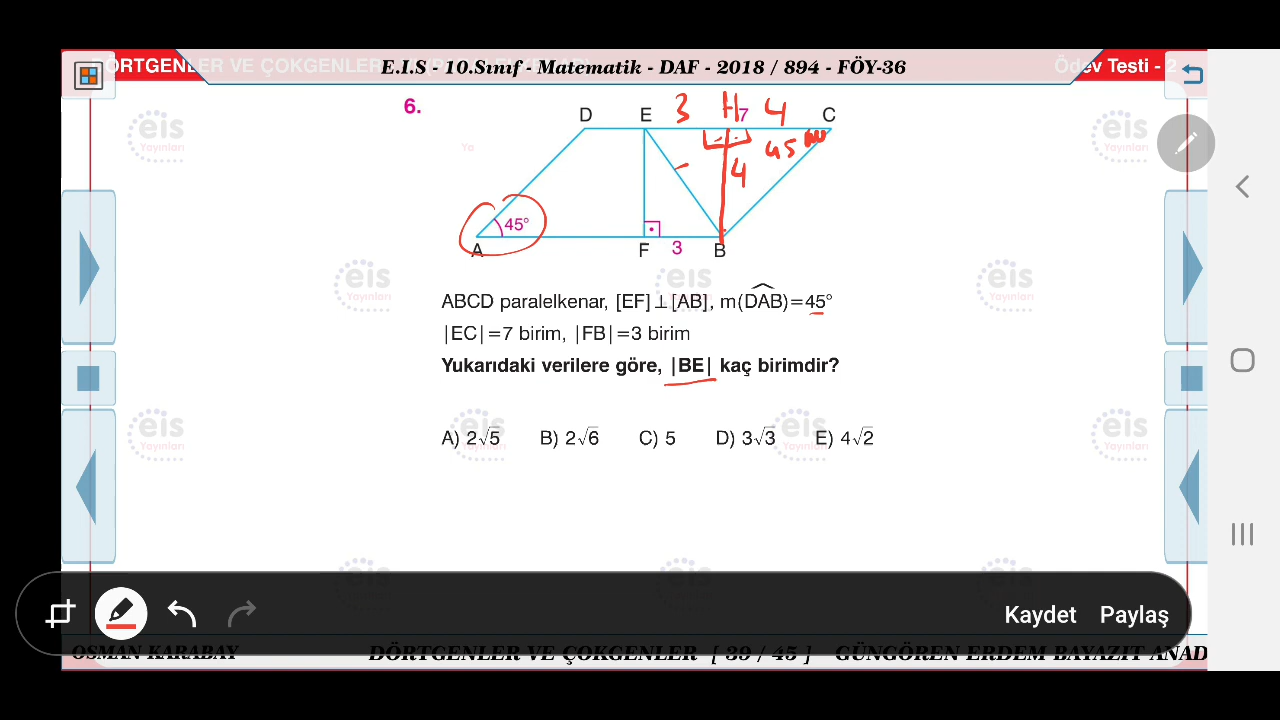 DÖRTGENLER VE ÇOKGENLER
E.I.S - 10.Sınıf - Matematik - DAF - 2018 / 894 - FÖY-36
Ödev Testi - 2
6.
D E 3 H 7 4 C
45
4
45°
A F 3 B
eis Yayınları
ABCD paralelkenar, [EF]⊥[AB], m(DAB)=45°
|EC|=7 birim, |FB|=3 birim
Yukarıdaki verilere göre, |BE| kaç birimdir?
A) 2√5 B) 2√6 C) 5 D) 3√3 E) 4√2
Kaydet Paylaş
OSMAN KARABAY DÖRTGENLER VE ÇOKGENLER [ 39 / 45 ] GÜNGÖREN ERDEM BAYAZIT ANAD